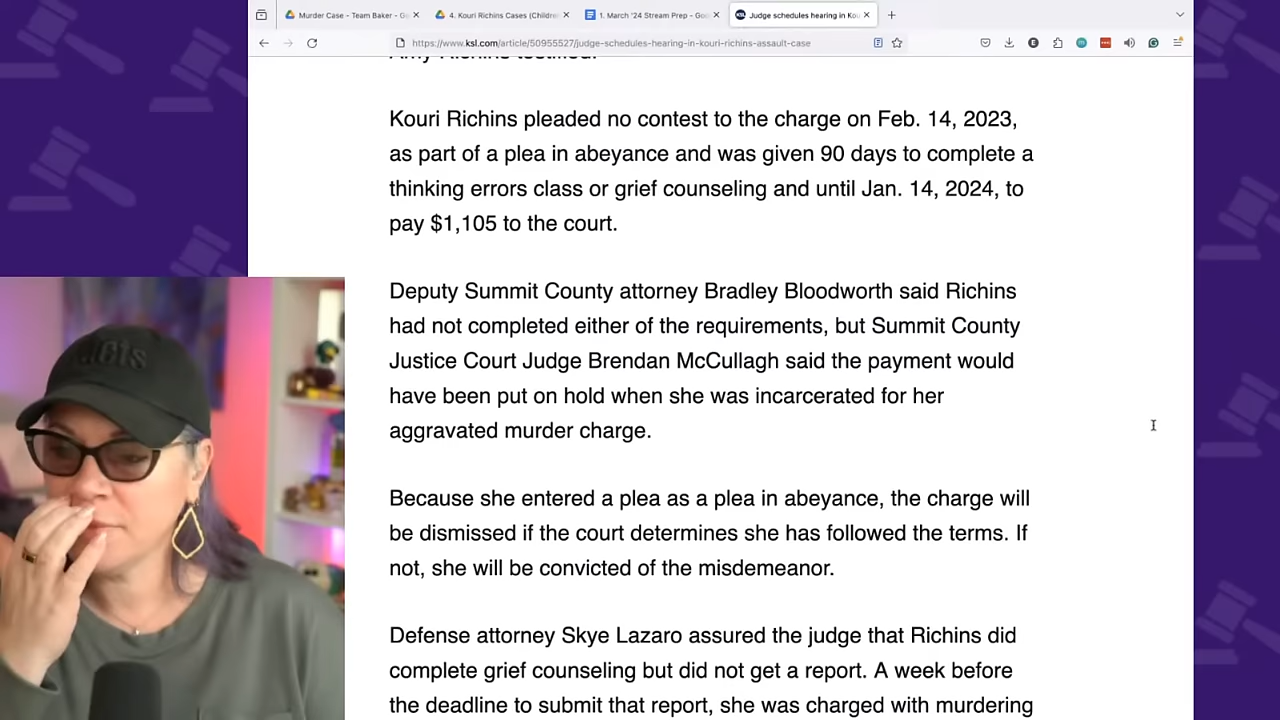 Murder Case - Team Baker - Go
4. Kouri Richins Cases (Childre
1. March '24 Stream Prep - Goo
Judge schedules hearing in Kou
https://www.ksl.com/article/50955527/judge-schedules-hearing-in-kouri-richins-assault-case
Amy Richins testified.
Kouri Richins pleaded no contest to the charge on Feb. 14, 2023,
as part of a plea in abeyance and was given 90 days to complete a
thinking errors class or grief counseling and until Jan. 14, 2024, to
pay $1,105 to the court.
Deputy Summit County attorney Bradley Bloodworth said Richins
had not completed either of the requirements, but Summit County
Justice Court Judge Brendan McCullagh said the payment would
have been put on hold when she was incarcerated for her
aggravated murder charge.
Because she entered a plea as a plea in abeyance, the charge will
be dismissed if the court determines she has followed the terms. If
not, she will be convicted of the misdemeanor.
Defense attorney Skye Lazaro assured the judge that Richins did
complete grief counseling but did not get a report. A week before
the deadline to submit that report, she was charged with murdering